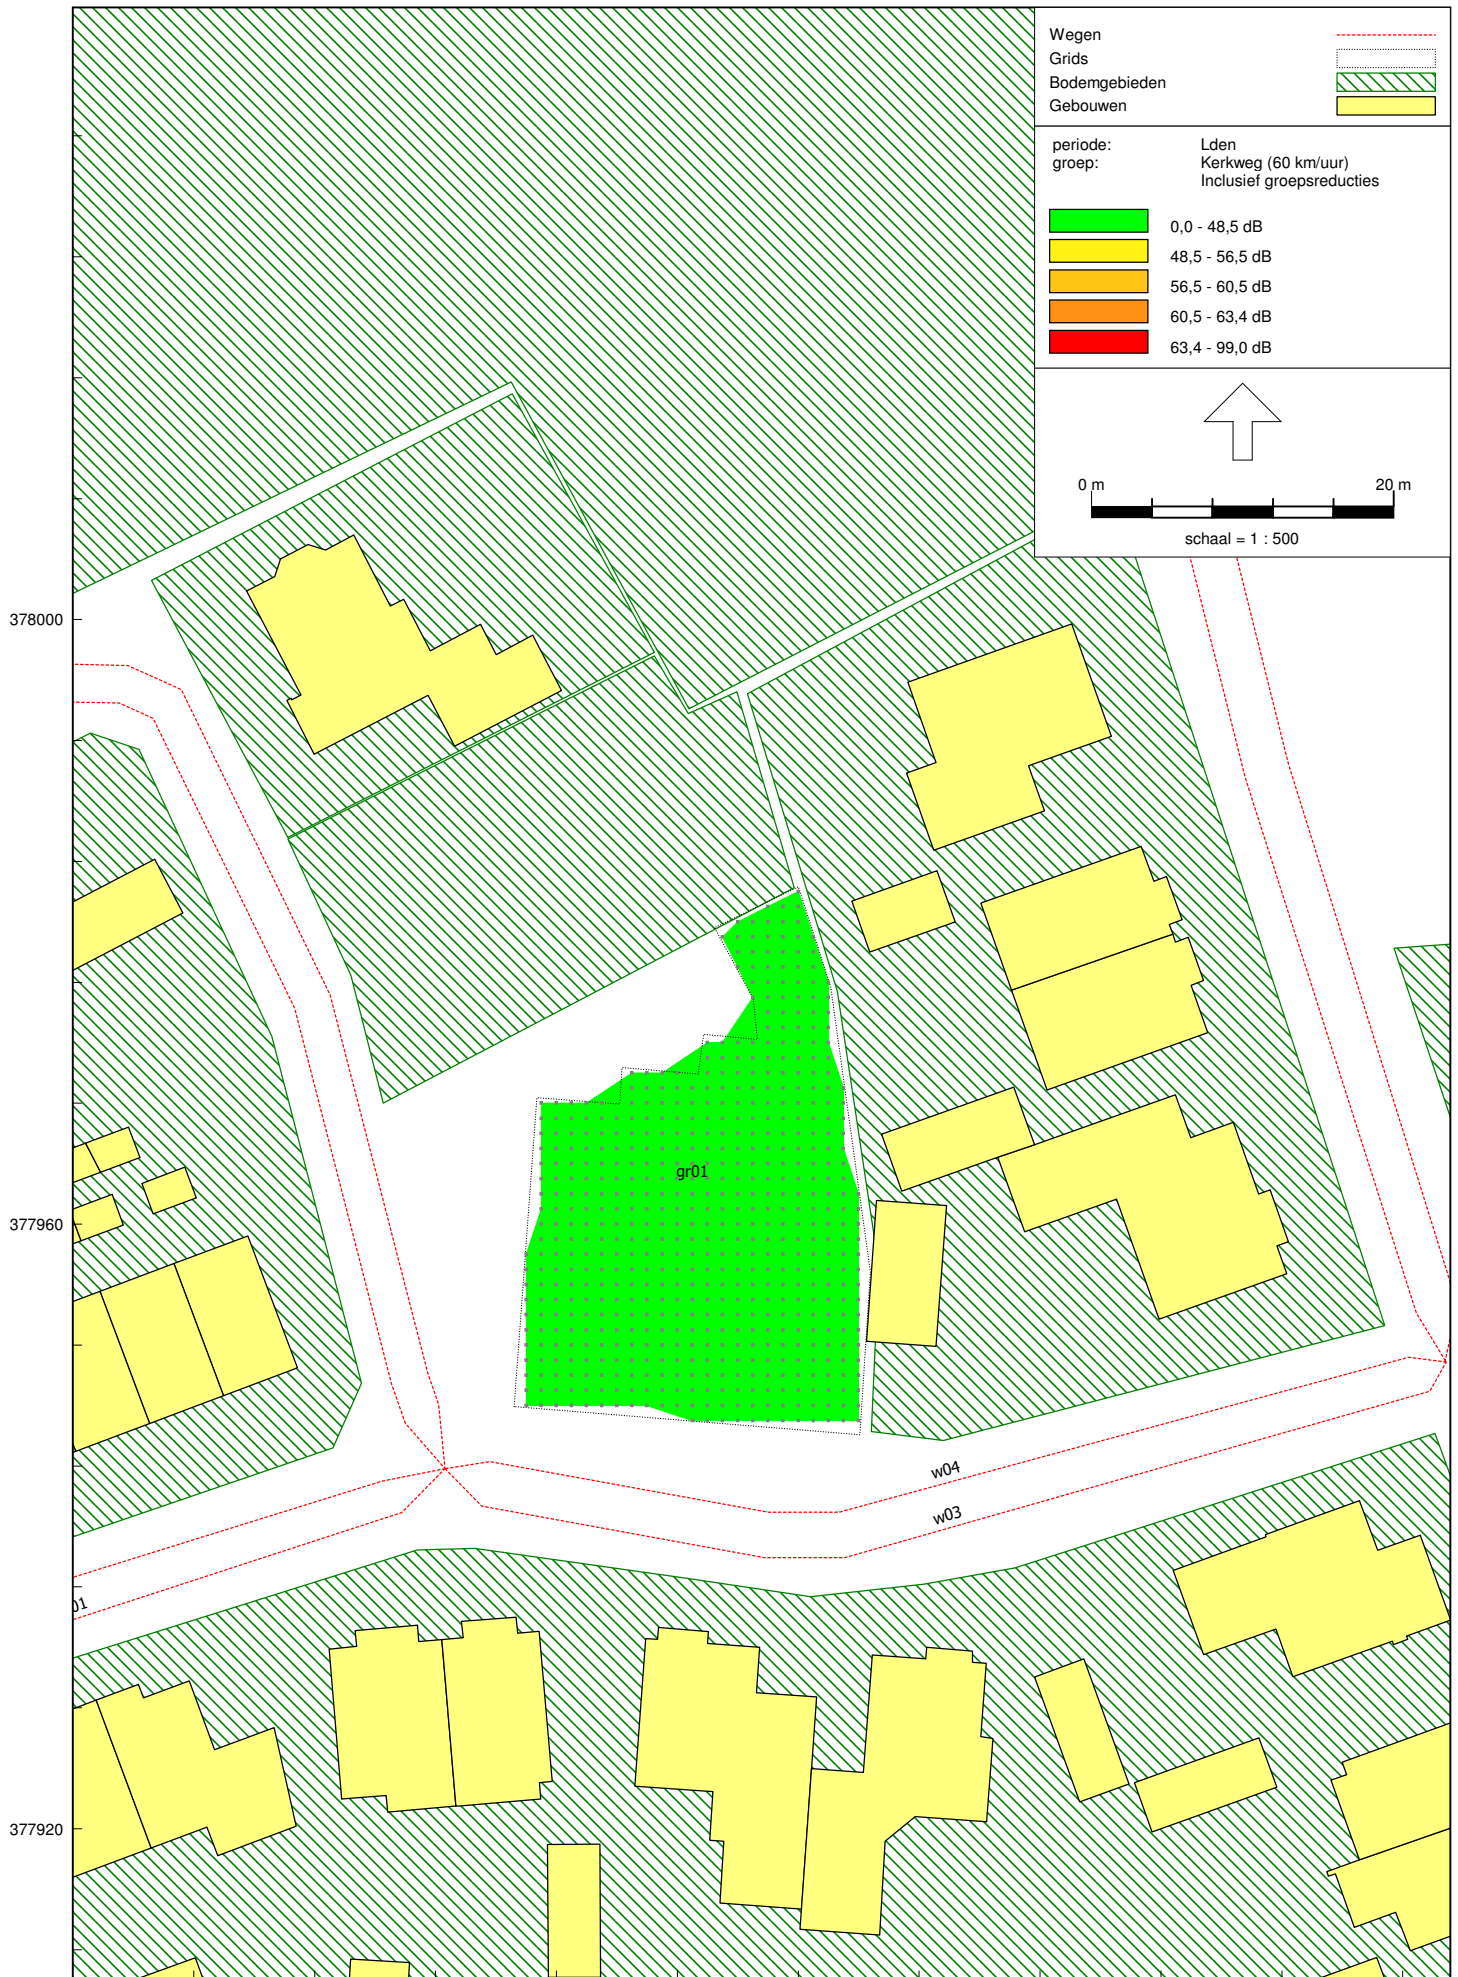 Wegen
Grids
Bodemgebieden
Gebouwen
periode: Lden
groep: Kerkweg (60 km/uur)
Inclusief groepsreducties
0,0 - 48,5 dB
48,5 - 56,5 dB
56,5 - 60,5 dB
60,5 - 63,4 dB
63,4 - 99,0 dB
0 m 20 m
schaal = 1 : 500
378000
gr01
377960
w04
w03
377920